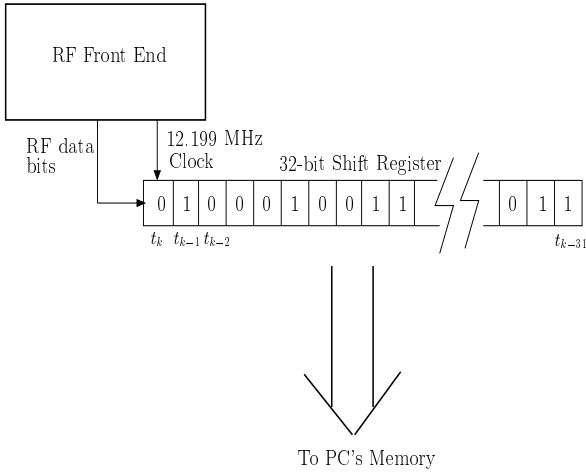 RF Front End
RF data
bits
12.199 MHz
Clock
32-bit Shift Register
0 1 0 0 0 1 0 0 1 1 0 1 1
t_k t_{k-1} t_{k-2} t_{k-31}
To PC's Memory